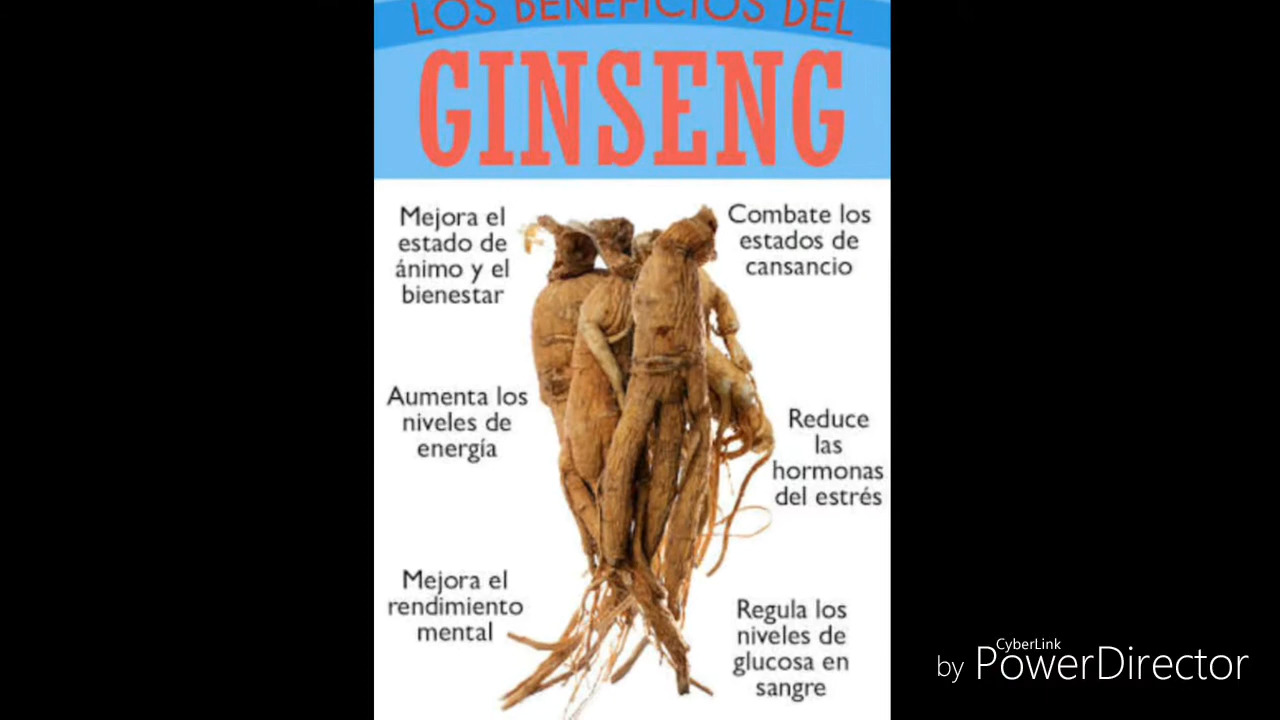 LOS BENEFICIOS DEL
GINSENG
Mejora el
estado de
ánimo y el
bienestar
Combate los
estados de
cansancio
Aumenta los
niveles de
energía
Reduce
las
hormonas
del estrés
Mejora el
rendimiento
mental
Regula los
niveles de
glucosa en
sangre
CyberLink
by PowerDirector